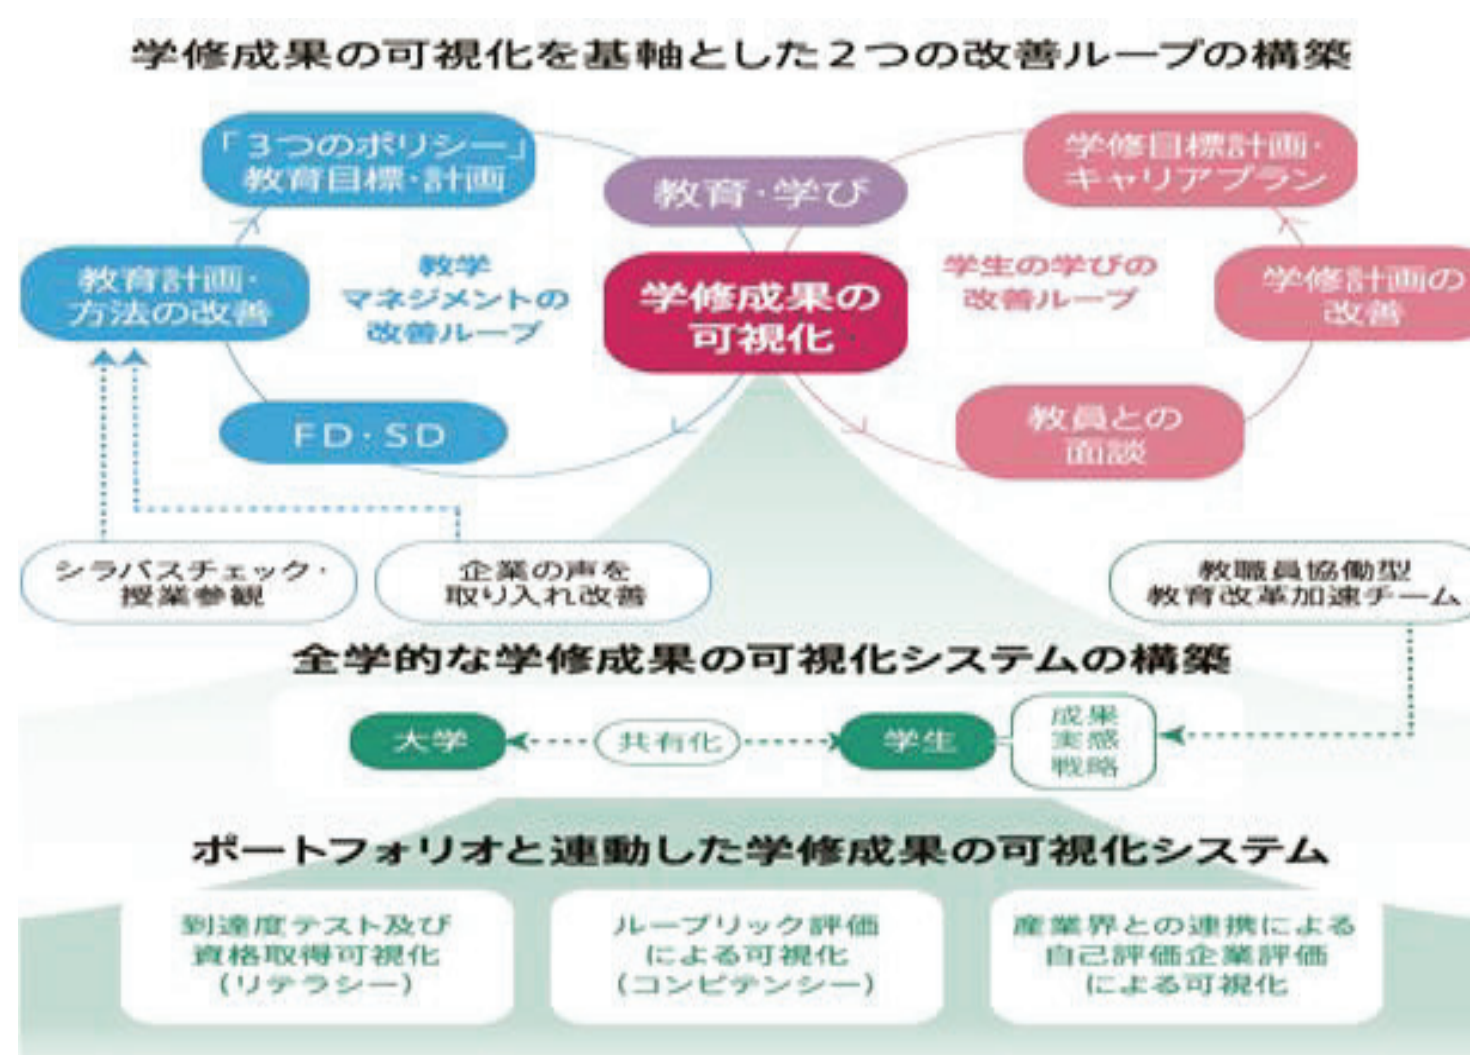 学修成果の可視化を基軸とした2つの改善ループの構築
「3つのポリシー」
教育目標・計画
教育・学び
学修目標計画・
キャリアプラン
教育計画・
方法の改善
教学
マネジメントの
改善ループ
学修成果の
可視化
学生の学びの
改善ループ
学修計画の
改善
FD・SD
教員との
面談
シラバスチェック・
授業参観
企業の声を
取り入れ改善
教職員協働型
教育改革加速チーム
全学的な学修成果の可視化システムの構築
大学
共有化
学生
成果
実感
戦略
ポートフォリオと連動した学修成果の可視化システム
到達度テスト及び
資格取得可視化
(リテラシー)
ルーブリック評価
による可視化
(コンピテンシー)
産業界との連携による
自己評価企業評価
による可視化